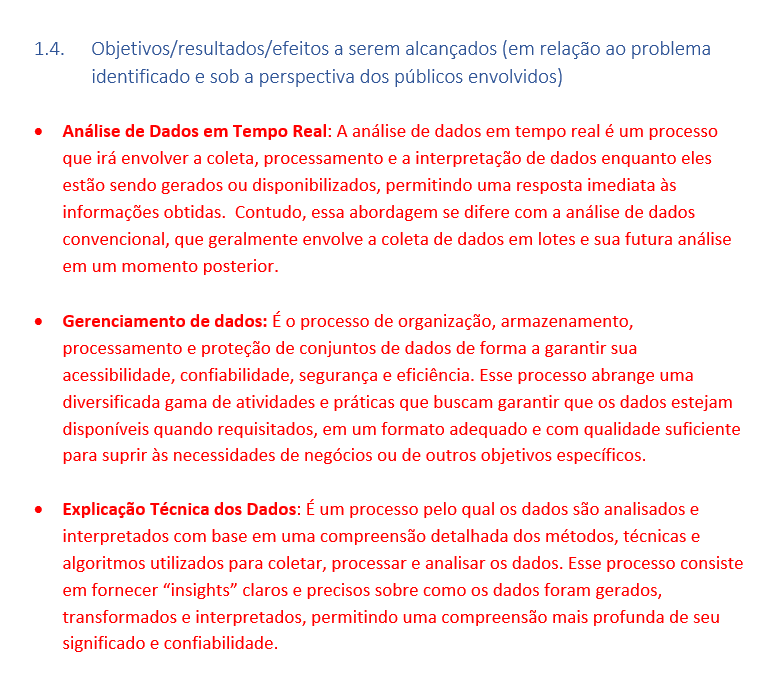 1.4. Objetivos/resultados/efeitos a serem alcançados (em relação ao problema
identificado e sob a perspectiva dos públicos envolvidos)
• Análise de Dados em Tempo Real: A análise de dados em tempo real é um processo
que irá envolver a coleta, processamento e a interpretação de dados enquanto eles
estão sendo gerados ou disponibilizados, permitindo uma resposta imediata às
informações obtidas.  Contudo, essa abordagem se difere com a análise de dados
convencional, que geralmente envolve a coleta de dados em lotes e sua futura análise
em um momento posterior.
• Gerenciamento de dados: É o processo de organização, armazenamento,
processamento e proteção de conjuntos de dados de forma a garantir sua
acessibilidade, confiabilidade, segurança e eficiência. Esse processo abrange uma
diversificada gama de atividades e práticas que buscam garantir que os dados estejam
disponíveis quando requisitados, em um formato adequado e com qualidade suficiente
para suprir às necessidades de negócios ou de outros objetivos específicos.
• Explicação Técnica dos Dados: É um processo pelo qual os dados são analisados e
interpretados com base em uma compreensão detalhada dos métodos, técnicas e
algoritmos utilizados para coletar, processar e analisar os dados. Esse processo consiste
em fornecer “insights” claros e precisos sobre como os dados foram gerados,
transformados e interpretados, permitindo uma compreensão mais profunda de seu
significado e confiabilidade.